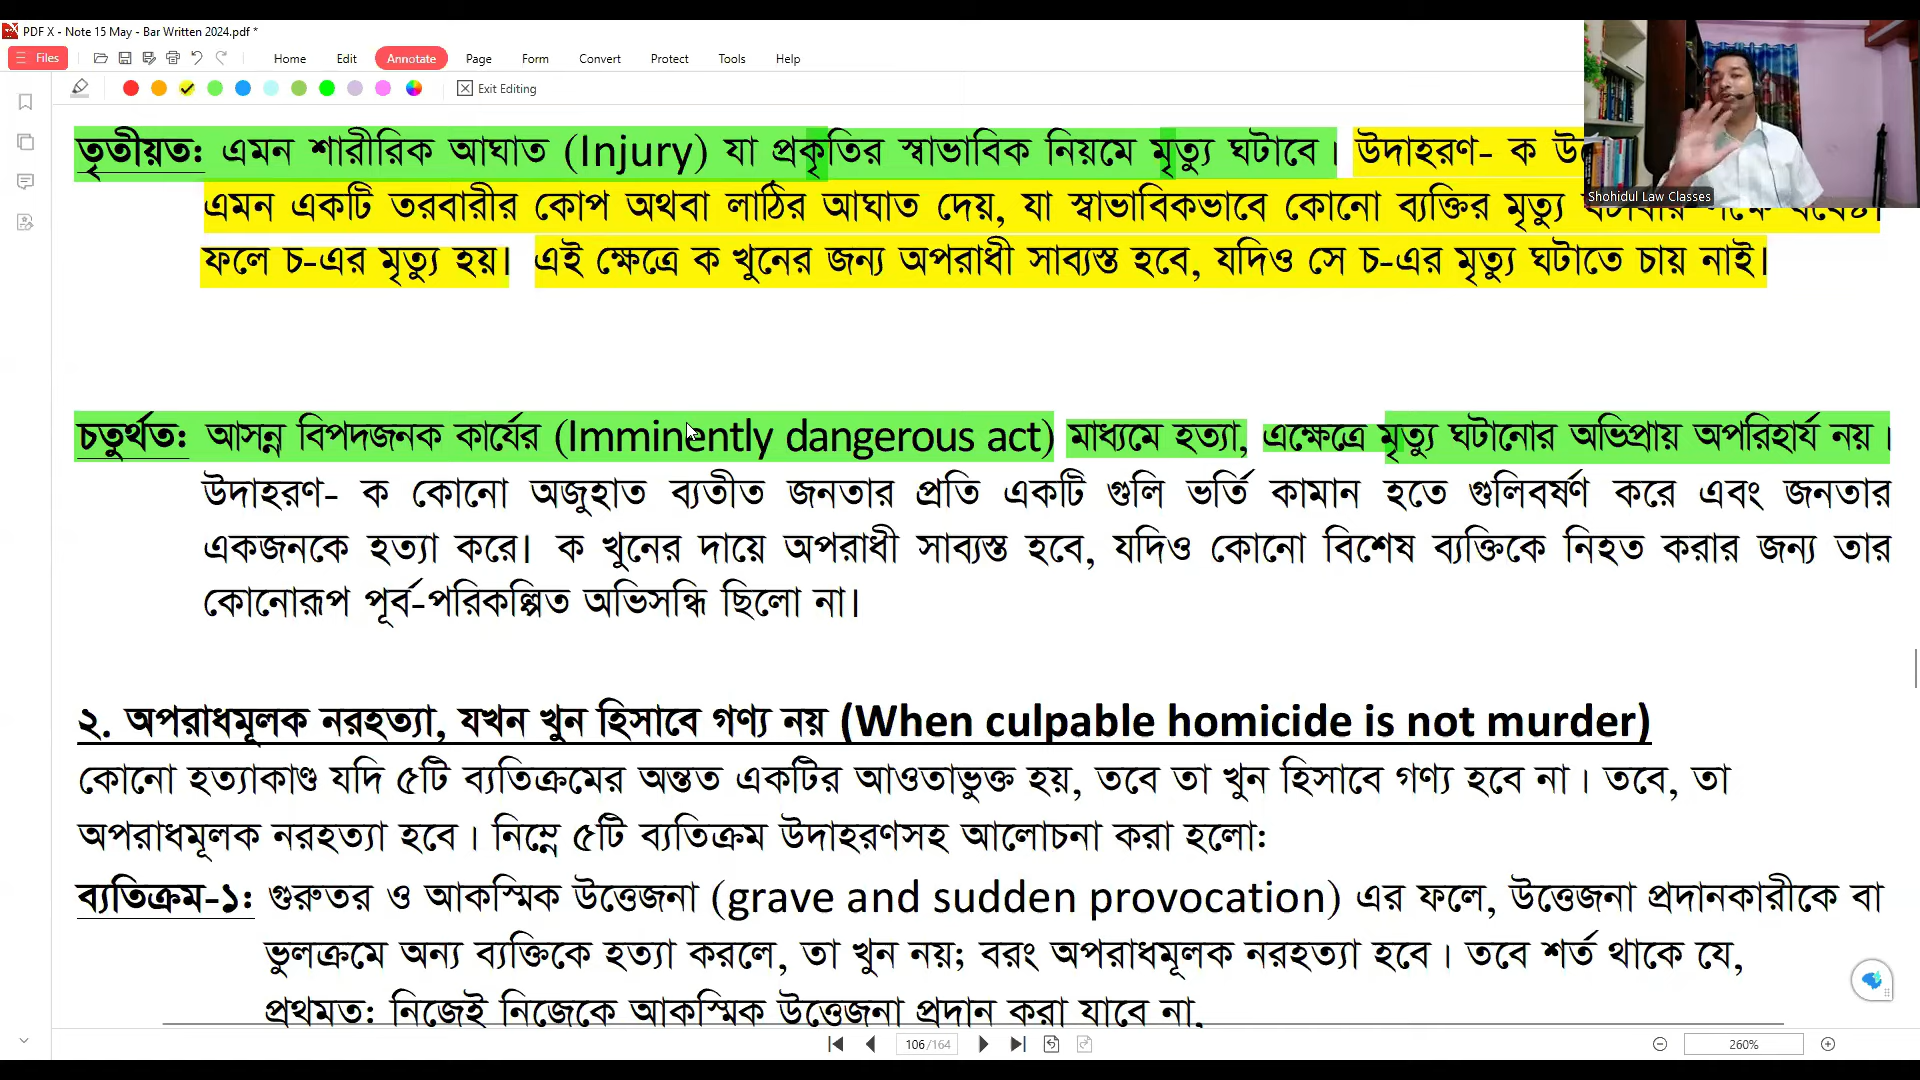 PDF X - Note 15 May - Bar Written 2024.pdf *
Files Home Edit Annotate Page Form Convert Protect Tools Help
Exit Editing
তৃতীয়ত: এমন শারীরিক আঘাত (Injury) যা প্রকৃতির স্বাভাবিক নিয়মে মৃত্যু ঘটাবে। উদাহরণ- ক
এমন একটি তরবারীর কোপ অথবা লাঠির আঘাত দেয়, যা স্বাভাবিকভাবে কোনো ব্যক্তির মৃত্যু
Shohidul Law Classes
ফলে চ-এর মৃত্যু হয়। এই ক্ষেত্রে ক খুনের জন্য অপরাধী সাব্যস্ত হবে, যদিও সে চ-এর মৃত্যু ঘটাতে চায় নাই।
চতুর্থত: আসন্ন বিপদজনক কার্যের (Imminently dangerous act) মাধ্যমে হত্যা, এক্ষেত্রে মৃত্যু ঘটানোর অভিপ্রায় অপরিহার্য নয়।
উদাহরণ- ক কোনো অজুহাত ব্যতীত জনতার প্রতি একটি গুলি ভর্তি কামান হতে গুলিবর্ষণ করে এবং জনতার
একজনকে হত্যা করে। ক খুনের দায়ে অপরাধী সাব্যস্ত হবে, যদিও কোনো বিশেষ ব্যক্তিকে নিহত করার জন্য তার
কোনোরূপ পূর্ব-পরিকল্পিত অভিসন্ধি ছিলো না।
২. অপরাধমূলক নরহত্যা, যখন খুন হিসাবে গণ্য নয় (When culpable homicide is not murder)
কোনো হত্যাকাণ্ড যদি ৫টি ব্যতিক্রমের অন্তত একটির আওতাভুক্ত হয়, তবে তা খুন হিসাবে গণ্য হবে না। তবে, তা
অপরাধমূলক নরহত্যা হবে। নিম্নে ৫টি ব্যতিক্রম উদাহরণসহ আলোচনা করা হলো:
ব্যতিক্রম-১: গুরুতর ও আকস্মিক উত্তেজনা (grave and sudden provocation) এর ফলে, উত্তেজনা প্রদানকারীকে বা
ভুলক্রমে অন্য ব্যক্তিকে হত্যা করলে, তা খুন নয়; বরং অপরাধমূলক নরহত্যা হবে। তবে শর্ত থাকে যে,
প্রথমত: নিজেই নিজেকে আকস্মিক উত্তেজনা প্রদান করা যাবে না,
106 /164 260%